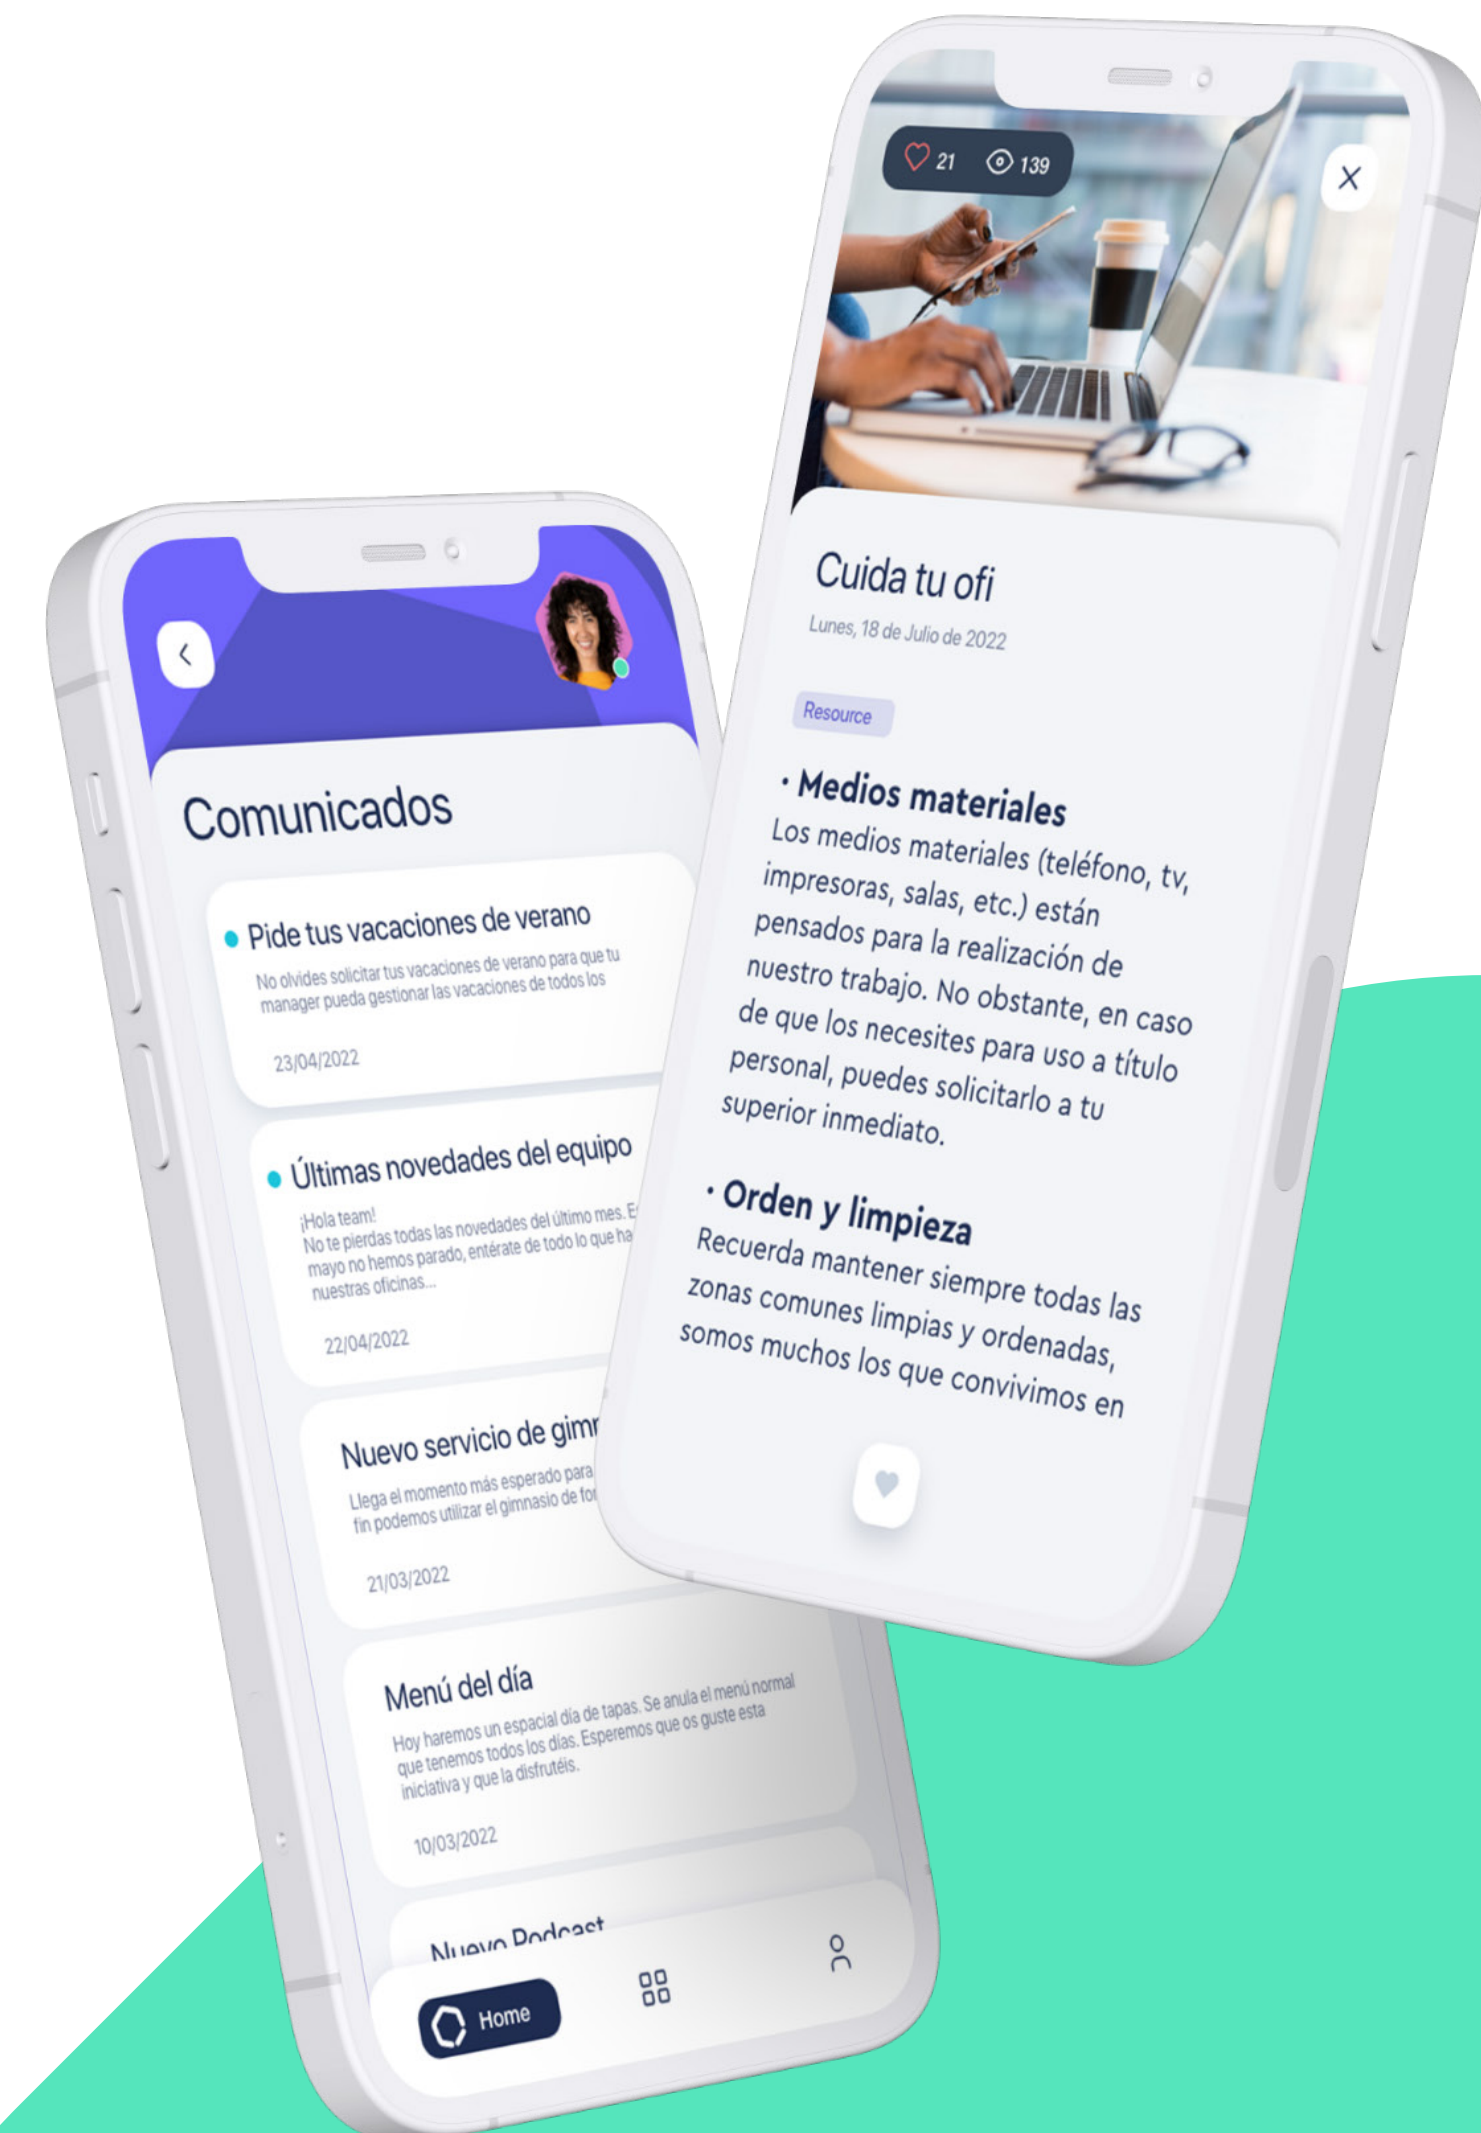 Comunicados
Pide tus vacaciones de verano
No olvides solicitar tus vacaciones de verano para que tu
manager pueda gestionar las vacaciones de todos los
23/04/2022
Últimas novedades del equipo
¡Hola team!
No te pierdas todas las novedades del último mes.
mayo no hemos parado, entérate de todo lo que
nuestras oficinas...
22/04/2022
Nuevo servicio de
Llega el momento más esperado para
fin podemos utilizar el gimnasio de
21/03/2022
Menú del día
Hoy haremos un espacial día de tapas. Se anula el menú normal
que tenemos todos los días. Esperemos que os guste esta
iniciativa y que la disfrutéis.
10/03/2022
Nuevo Podcast
Home
21 139
Cuida tu ofi
Lunes, 18 de Julio de 2022
Resource
· Medios materiales
Los medios materiales (teléfono, tv,
impresoras, salas, etc.) están
pensados para la realización de
nuestro trabajo. No obstante, en caso
de que los necesites para uso a título
personal, puedes solicitarlo a tu
superior inmediato.
· Orden y limpieza
Recuerda mantener siempre todas las
zonas comunes limpias y ordenadas,
somos muchos los que convivimos en